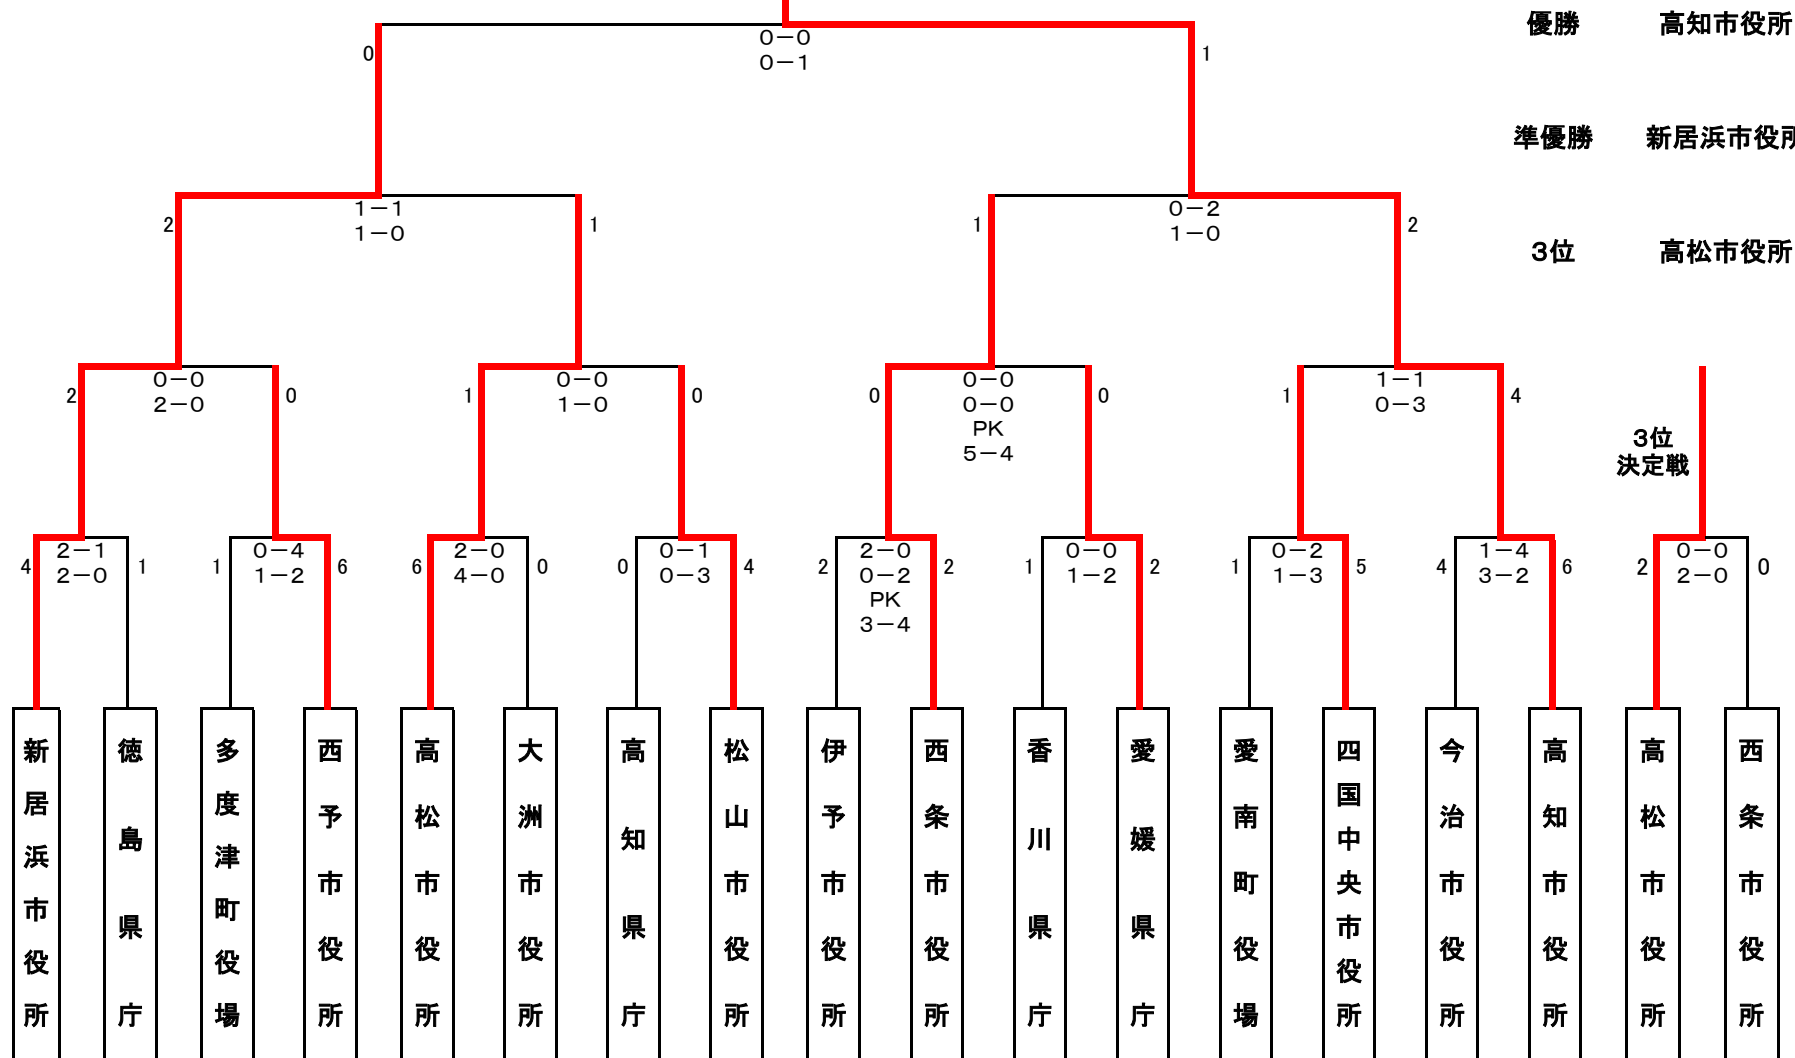 優勝 高知市役所
0 0－0 1
0－1
準優勝 新居浜市役所
2 1－1 1 1 0－2 2
1－0 1－0
3位 高松市役所
2 0－0 0 1 0－0 0 0 0－0 0 1 1－1 4
2－0 1－0 0－0 0－3
PK
5－4
3位
決定戦
4 2－1 1 1 0－4 6 6 2－0 0 0 0－1 4 2 2－0 2 1 0－0 2 1 0－2 5 4 1－4 6 2 0－0 0
2－0 1－2 4－0 0－3 0－2 1－2 1－3 3－2 2－0
PK
3－4
新居浜市役所
徳島県庁
多度津町役場
西予市役所
高松市役所
大洲市役所
高知県庁
松山市役所
伊予市役所
西条市役所
香川県庁
愛媛県庁
愛南町役場
四国中央市役所
今治市役所
高知市役所
高松市役所
西条市役所